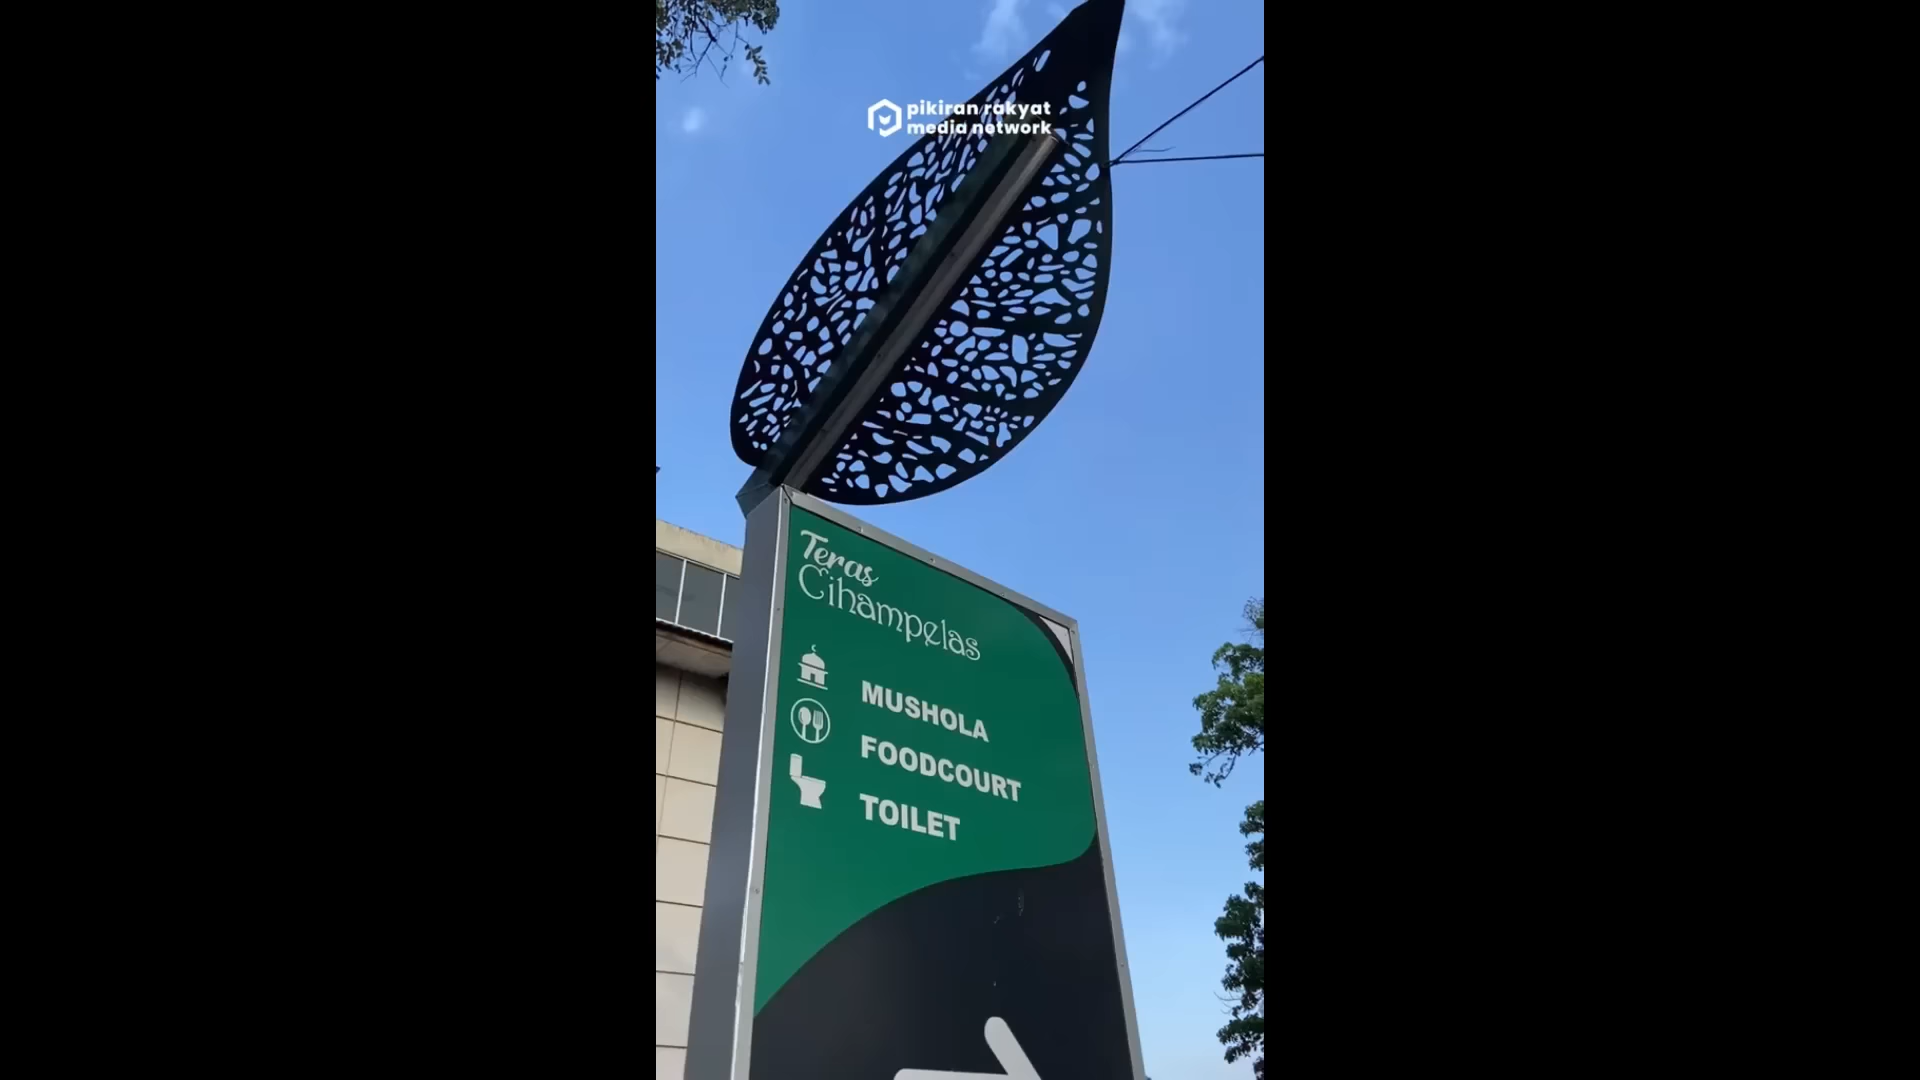 pikiran rakyat
media network
Teras
Cihampelas
MUSHOLA
FOODCOURT
TOILET